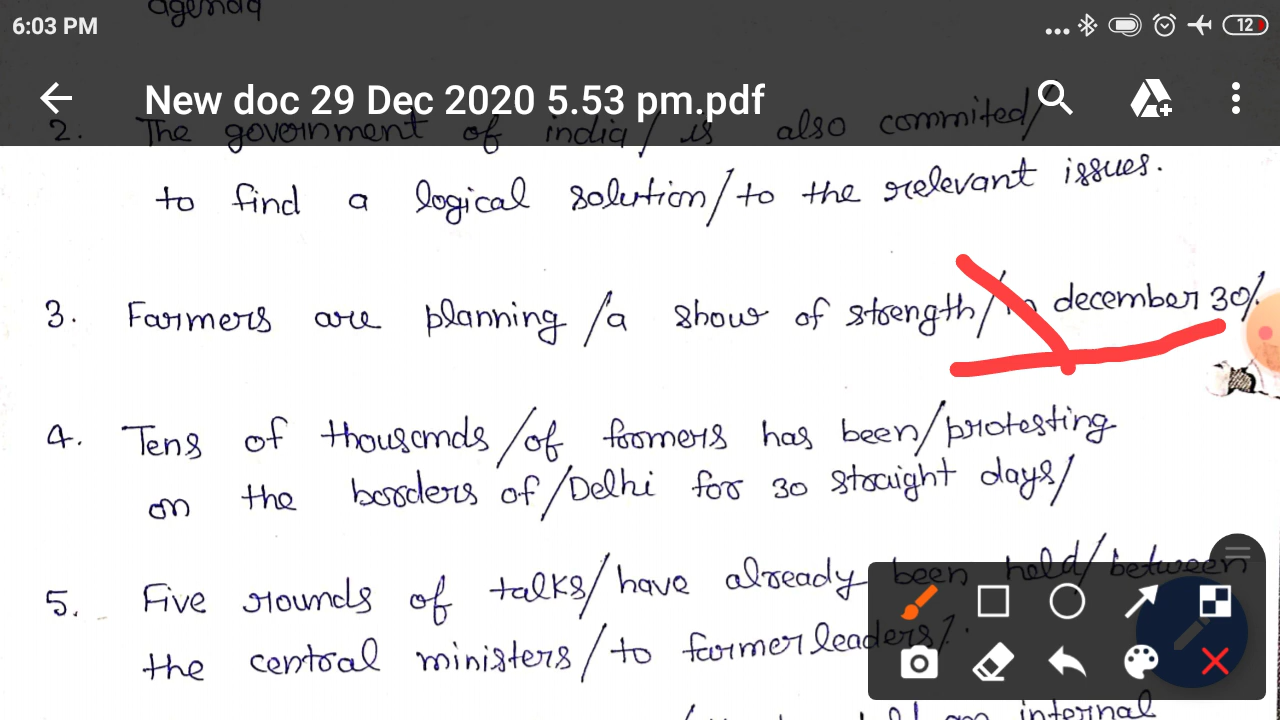 agenda
6:03 PM
12
New doc 29 Dec 2020 5.53 pm.pdf
2. The government of india / is also commited/
to find a logical solution/ to the relevant issues.
3. Farmers are planning /a show of strength/ december 30/.
4. Tens of thousands /of formers has been/protesting
on the borders of/Delhi for 30 straight days/
5. Five rounds of talks/have already been held/between
the central ministers/to farmer leaders/.
an internal